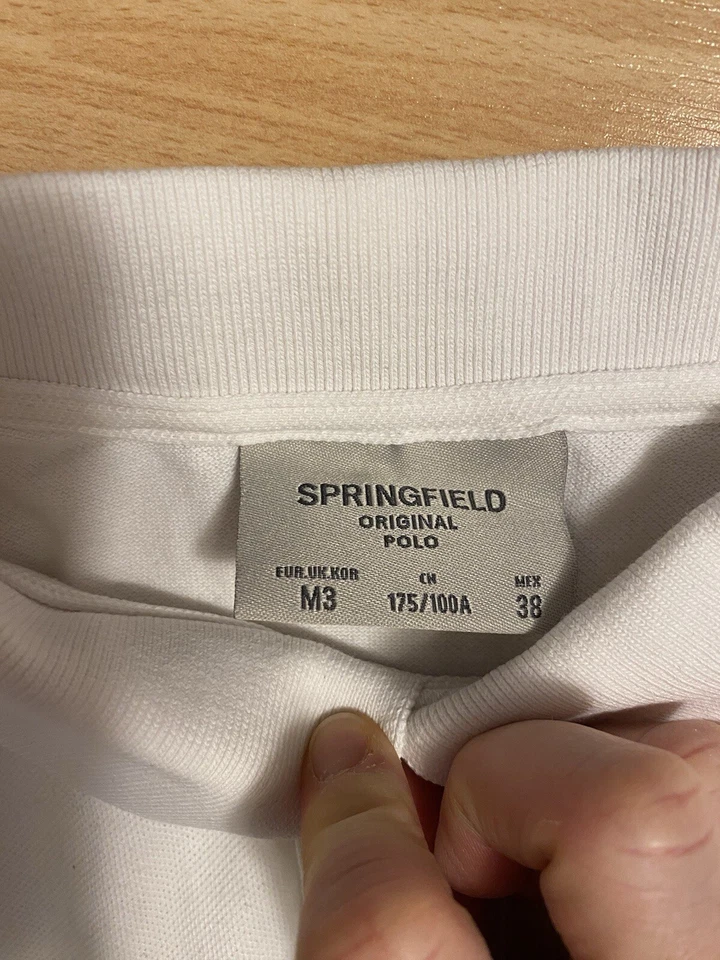 SPRINGFIELD
ORIGINAL
POLO
EUR.UK.KOR CN MEX
M3 175/100A 38